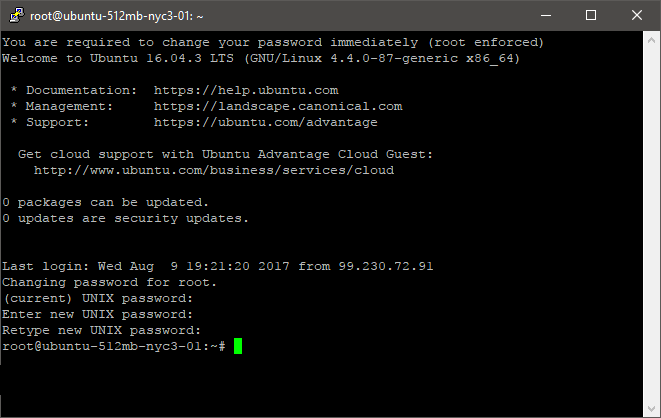 root@ubuntu-512mb-nyc3-01: ~
You are required to change your password immediately (root enforced)
Welcome to Ubuntu 16.04.3 LTS (GNU/Linux 4.4.0-87-generic x86_64)
* Documentation:  https://help.ubuntu.com
* Management:     https://landscape.canonical.com
* Support:        https://ubuntu.com/advantage
Get cloud support with Ubuntu Advantage Cloud Guest:
http://www.ubuntu.com/business/services/cloud
0 packages can be updated.
0 updates are security updates.
Last login: Wed Aug  9 19:21:20 2017 from 99.230.72.91
Changing password for root.
(current) UNIX password:
Enter new UNIX password:
Retype new UNIX password:
root@ubuntu-512mb-nyc3-01:~#